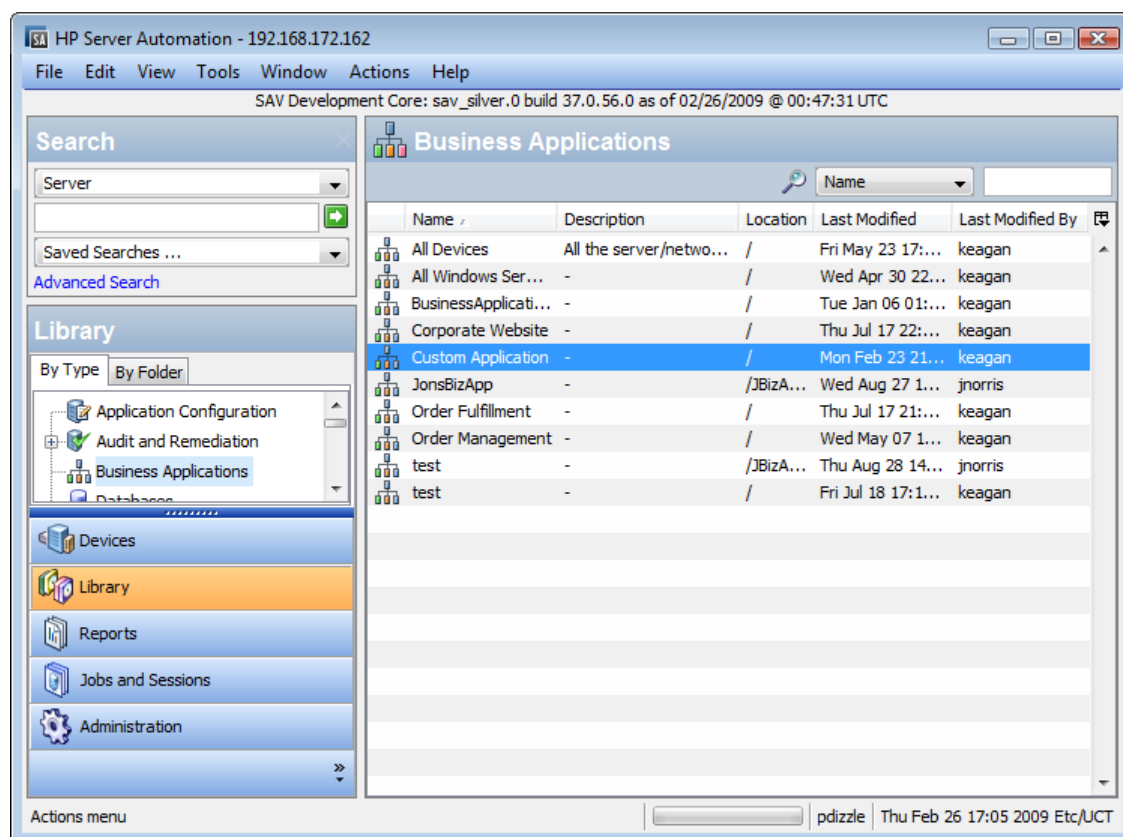 SA HP Server Automation - 192.168.172.162
File Edit View Tools Window Actions Help
SAV Development Core: sav_silver.0 build 37.0.56.0 as of 02/26/2009 @ 00:47:31 UTC
Search
Server
Saved Searches ...
Advanced Search
Library
By Type By Folder
Application Configuration
Audit and Remediation
Business Applications
Databases
Devices
Library
Reports
Jobs and Sessions
Administration
Business Applications
Name
Name Description Location Last Modified Last Modified By
All Devices All the server/netwo... / Fri May 23 17:... keagan
All Windows Ser... - / Wed Apr 30 22... keagan
BusinessApplicati... - / Tue Jan 06 01:... keagan
Corporate Website - / Thu Jul 17 22:... keagan
Custom Application - / Mon Feb 23 21... keagan
JonsBizApp - /JBizA... Wed Aug 27 1... jnorris
Order Fulfillment - / Thu Jul 17 21:... keagan
Order Management - / Wed May 07 1... keagan
test - /JBizA... Thu Aug 28 14... jnorris
test - / Fri Jul 18 17:1... keagan
Actions menu pdizzle Thu Feb 26 17:05 2009 Etc/UCT